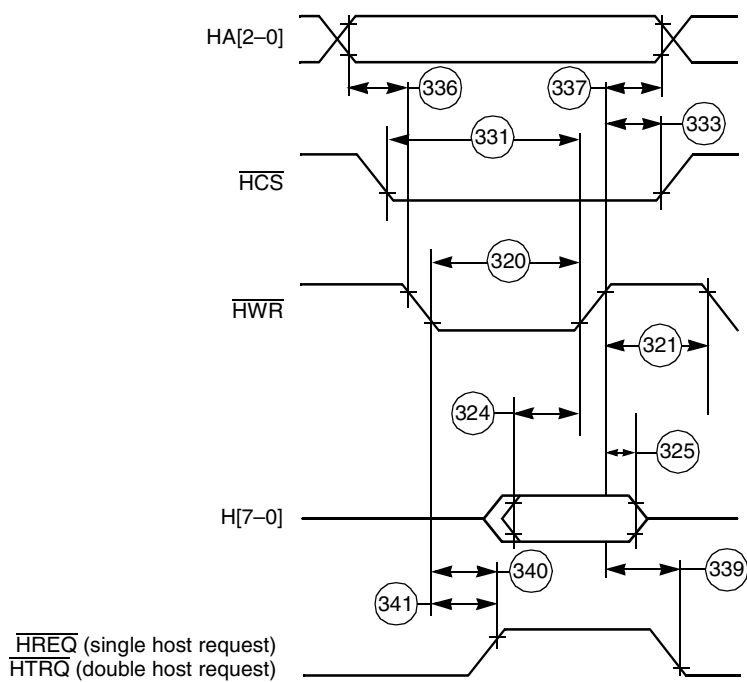 HA[2–0]
336
337
333
331
HCS
320
HWR
321
324
325
H[7–0]
340
339
341
HREQ (single host request)
HTRQ (double host request)